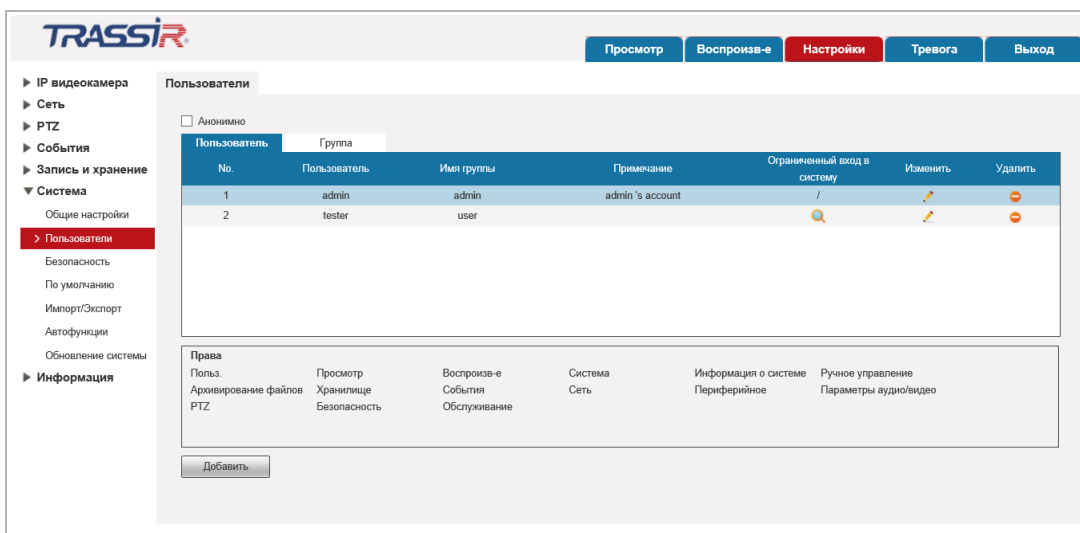 TRASSIR
Просмотр Воспроизв-е Настройки Тревога Выход
IP видеокамера
Сеть
PTZ
События
Запись и хранение
Система
Общие настройки
Пользователи
Безопасность
По умолчанию
Импорт/Экспорт
Автофункции
Обновление системы
Информация
Пользователи
Анонимно
Пользователь Группа
No. Пользователь Имя группы Примечание Ограниченный вход в систему Изменить Удалить
1 admin admin admin 's account /
2 tester user
Права
Польз. Просмотр Воспроизв-е Система Информация о системе Ручное управление
Архивирование файлов Хранилище События Сеть Периферийное Параметры аудио/видео
PTZ Безопасность Обслуживание
Добавить